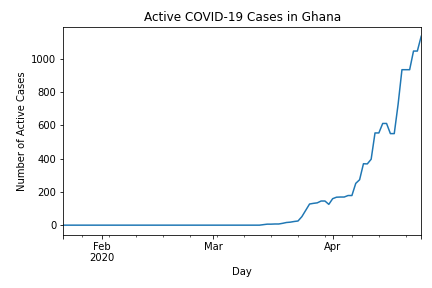 Active COVID-19 Cases in Ghana
Number of Active Cases
1000
800
600
400
200
0
Feb
2020
Mar
Apr
Day